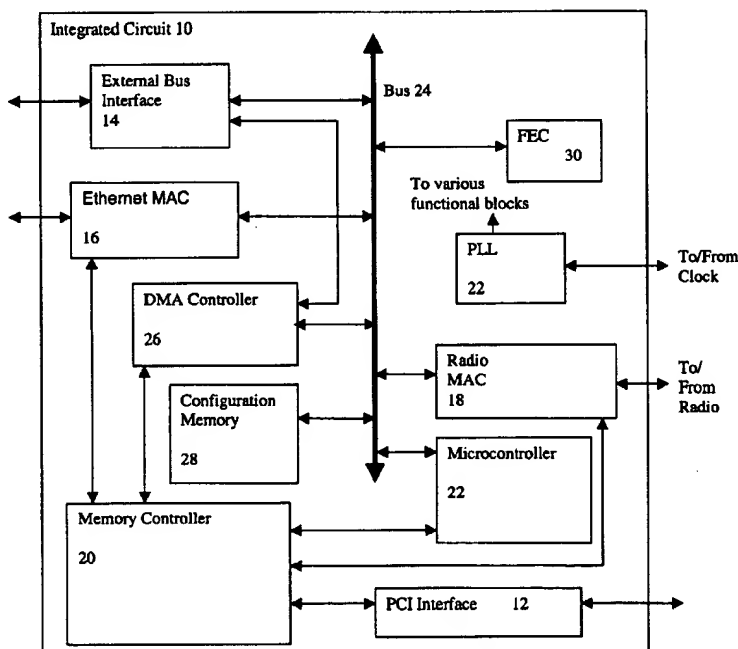 Integrated Circuit 10
External Bus
Interface
14
Bus 24
FEC
30
Ethernet MAC
16
To various
functional blocks
PLL
22
To/From
Clock
DMA Controller
26
Radio
MAC
18
To/
From
Radio
Configuration
Memory
28
Microcontroller
22
Memory Controller
20
PCI Interface 12